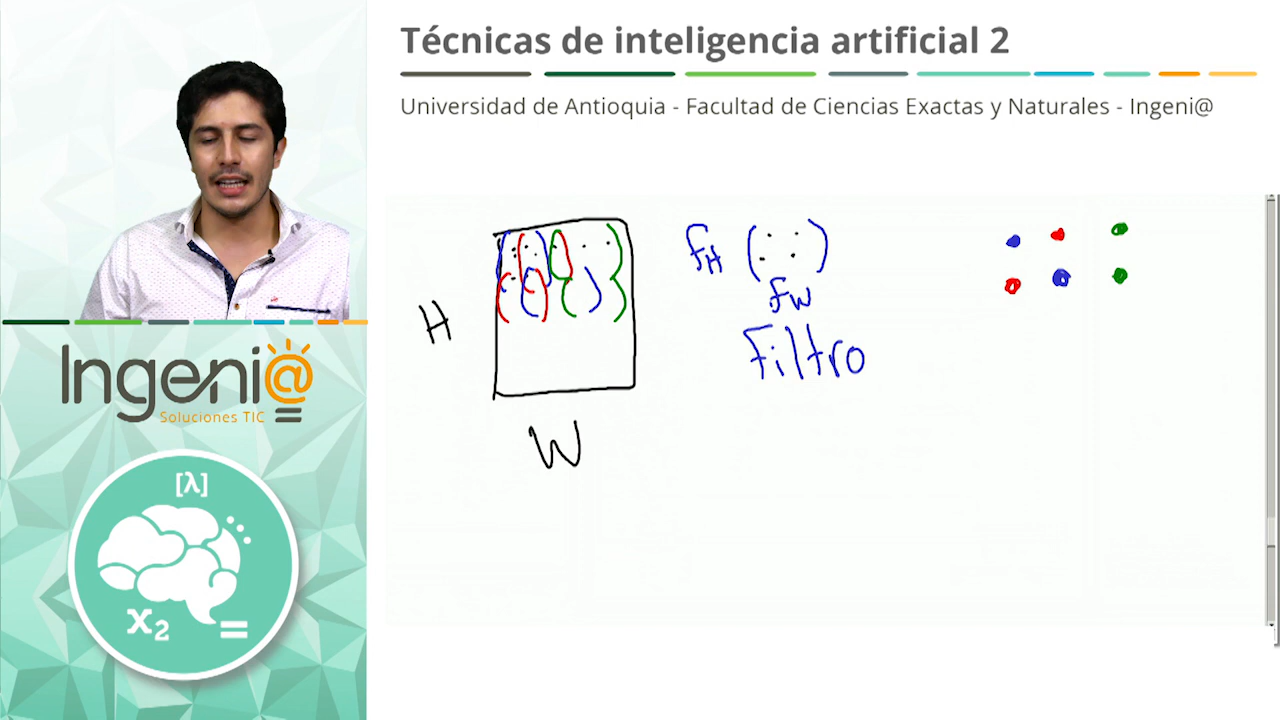 Técnicas de inteligencia artificial 2
Universidad de Antioquia - Facultad de Ciencias Exactas y Naturales - Ingeni@
H
W
fH
fW
Filtro
Ingeni@
Soluciones TIC
[λ]
x2
=